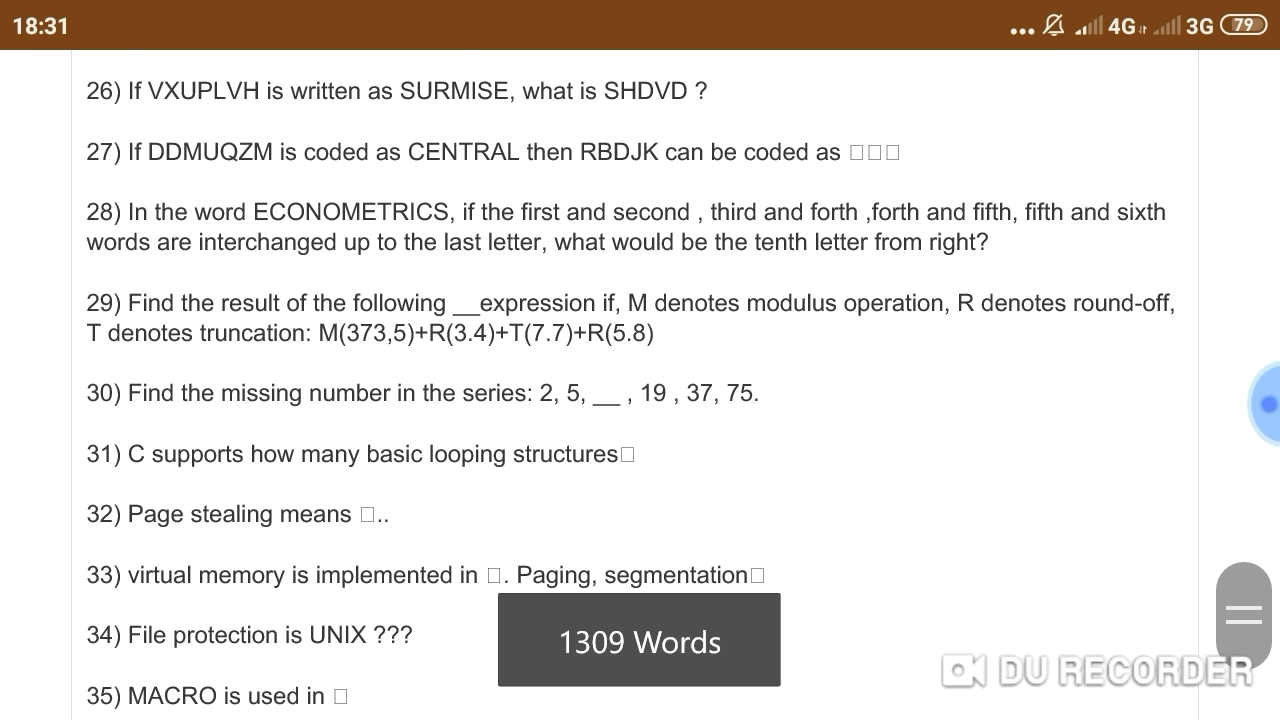 18:31
... 4G 3G 79
26) If VXUPLVH is written as SURMISE, what is SHDVD ?
27) If DDMUQZM is coded as CENTRAL then RBDJK can be coded as □□□
28) In the word ECONOMETRICS, if the first and second , third and forth ,forth and fifth, fifth and sixth
words are interchanged up to the last letter, what would be the tenth letter from right?
29) Find the result of the following __expression if, M denotes modulus operation, R denotes round-off,
T denotes truncation: M(373,5)+R(3.4)+T(7.7)+R(5.8)
30) Find the missing number in the series: 2, 5, __ , 19 , 37, 75.
31) C supports how many basic looping structures□
32) Page stealing means □..
33) virtual memory is implemented in □. Paging, segmentation□
34) File protection is UNIX ???
1309 Words
DU RECORDER
35) MACRO is used in □